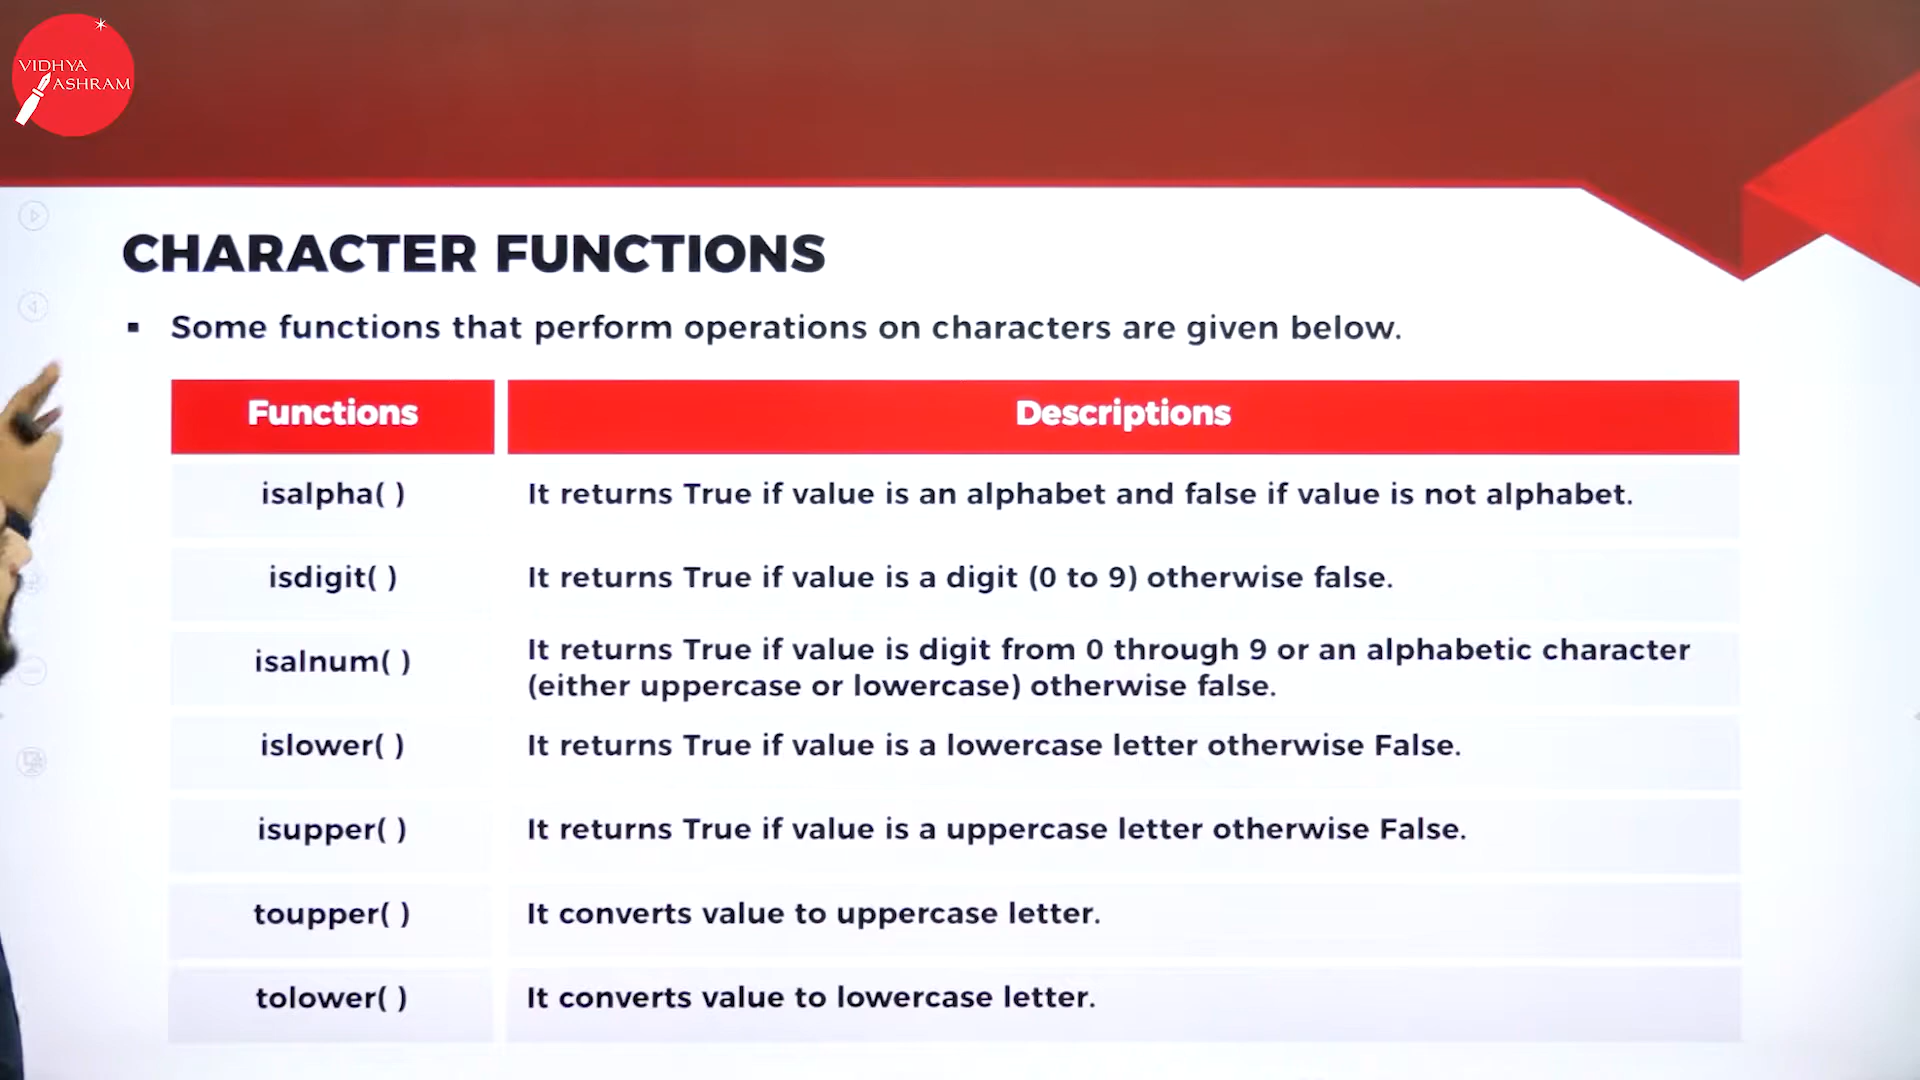 VIDHYA
ASHRAM
CHARACTER FUNCTIONS
▪ Some functions that perform operations on characters are given below.
Functions Descriptions
isalpha( ) It returns True if value is an alphabet and false if value is not alphabet.
isdigit( ) It returns True if value is a digit (0 to 9) otherwise false.
isalnum( ) It returns True if value is digit from 0 through 9 or an alphabetic character
(either uppercase or lowercase) otherwise false.
islower( ) It returns True if value is a lowercase letter otherwise False.
isupper( ) It returns True if value is a uppercase letter otherwise False.
toupper( ) It converts value to uppercase letter.
tolower( ) It converts value to lowercase letter.